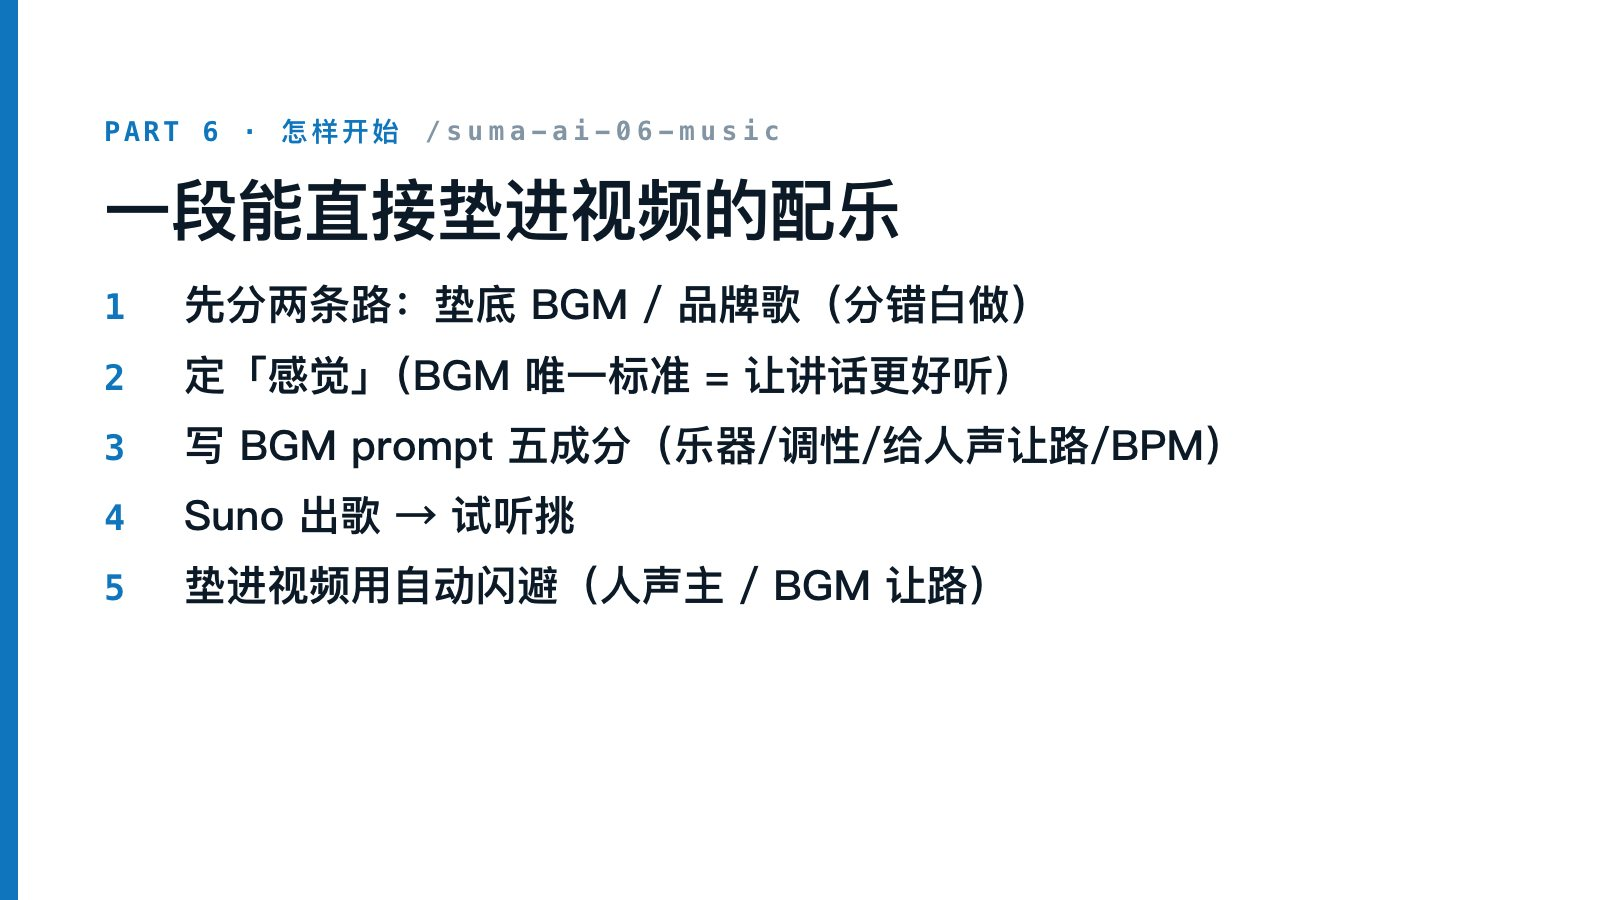 PART 6 · 怎样开始 /suma-ai-06-music
一段能直接垫进视频的配乐
1 先分两条路：垫底 BGM / 品牌歌（分错白做）
2 定「感觉」（BGM 唯一标准 = 让讲话更好听）
3 写 BGM prompt 五成分（乐器/调性/给人声让路/BPM）
4 Suno 出歌 → 试听挑
5 垫进视频用自动闪避（人声主 / BGM 让路）